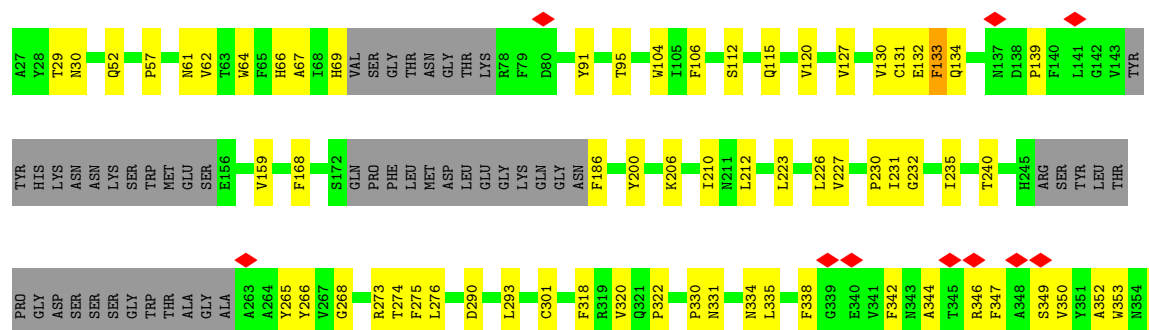 A27 Y28 T29 N30 Q52 P57 N61 V62 T63 W64 F65 H66 A67 I68 H69 VAL SER GLY THR ASN GLY THR LYS R78 F79 D80 Y91 T95 W104 I105 F106 S112 Q115 V120 V127 V130 C131 E132 F133 Q134 N137 D138 P139 F140 L141 G142 V143 TYR
TYR HIS LYS ASN ASN LYS SER TRP MET GLU SER E156 V159 F168 S172 GLN PRO PHE LEU MET ASP LEU GLU GLY LYS GLN GLY ASN F186 Y200 K206 I210 N211 L212 L223 L226 V227 P230 I231 G232 I235 T240 H245 ARG SER TYR LEU THR
PRO GLY ASP SER SER SER GLY TRP THR ALA GLY ALA A263 A264 Y265 Y266 V267 G268 R273 T274 F275 L276 D290 L293 C301 F318 R319 V320 Q321 P322 P330 N331 N334 L335 F338 G339 E340 V341 F342 N343 A344 T345 R346 F347 A348 S349 V350 Y351 A352 W353 N354